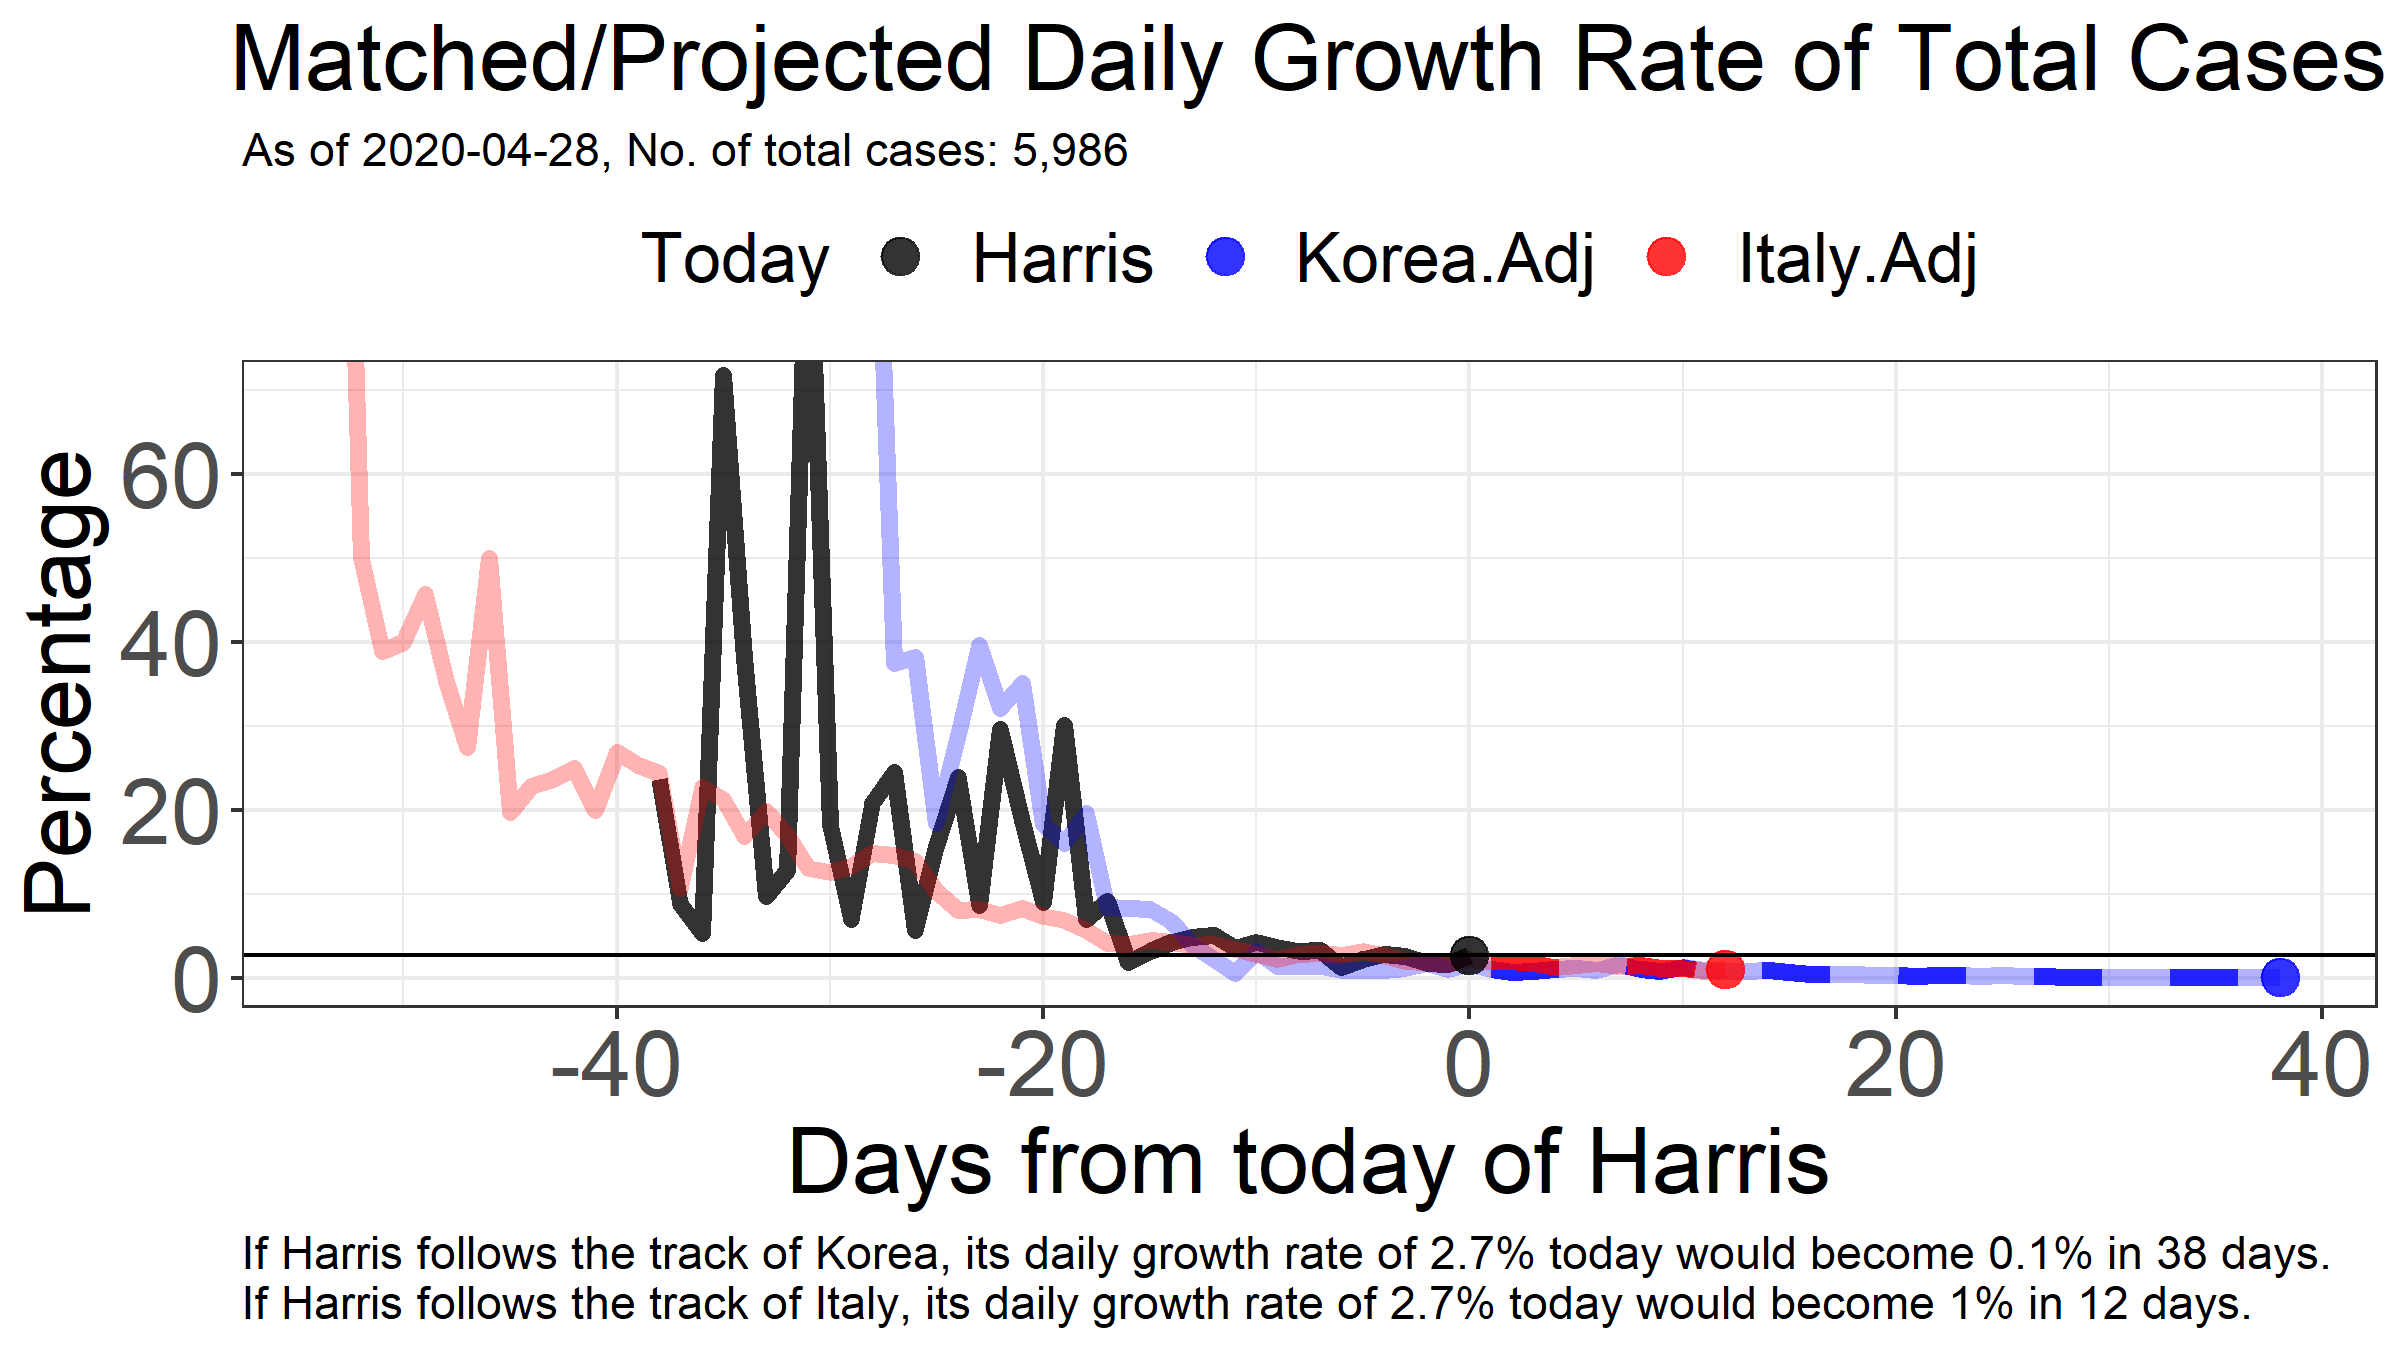 Matched/Projected Daily Growth Rate of Total Cases
As of 2020-04-28, No. of total cases: 5,986
Today Harris Korea.Adj Italy.Adj
Percentage
60
40
20
0
-40 -20 0 20 40
Days from today of Harris
If Harris follows the track of Korea, its daily growth rate of 2.7% today would become 0.1% in 38 days.
If Harris follows the track of Italy, its daily growth rate of 2.7% today would become 1% in 12 days.